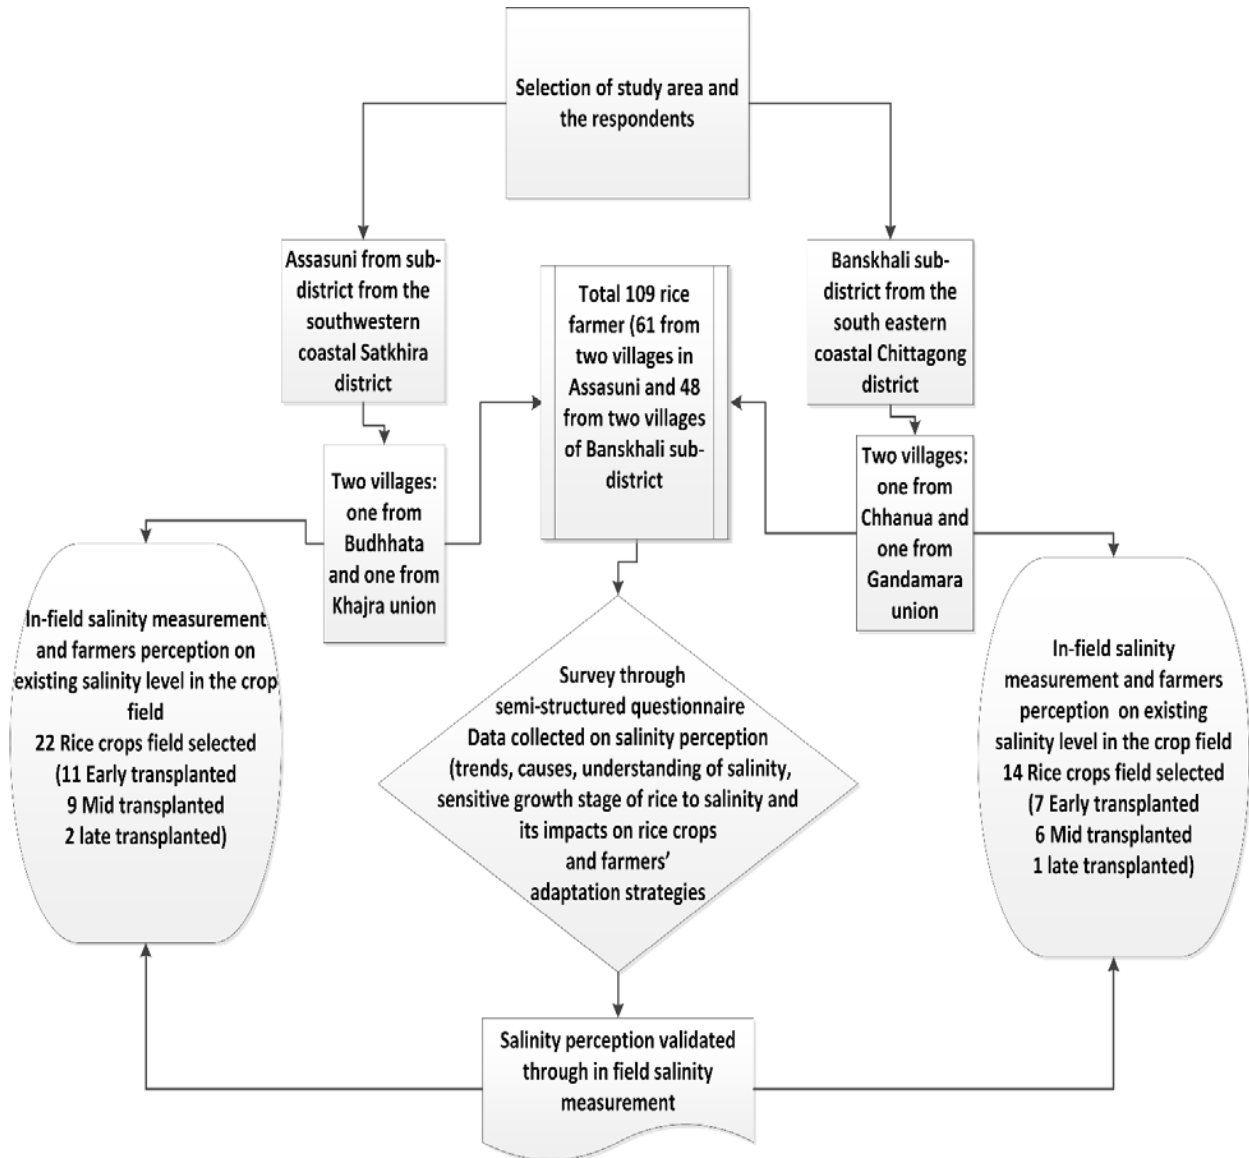 Selection of study area and
the respondents
Assasuni from sub-
district from the
southwestern
coastal Satkhira
district
Total 109 rice
farmer (61 from
two villages in
Assasuni and 48
from two villages
of Banskhali sub-
district
Banskhali sub-
district from the
south eastern
coastal Chittagong
district
Two villages:
one from
Budhhata
and one from
Khajra union
Two villages:
one from
Chhanua and
one from
Gandamara
union
In-field salinity measurement
and farmers perception on
existing salinity level in the crop
field
22 Rice crops field selected
(11 Early transplanted
9 Mid transplanted
2 late transplanted)
Survey through
semi-structured questionnaire
Data collected on salinity perception
(trends, causes, understanding of salinity,
sensitive growth stage of rice to salinity and
its impacts on rice crops
and farmers’
adaptation strategies
In-field salinity
measurement and farmers
perception on existing
salinity level in the crop field
14 Rice crops field selected
(7 Early transplanted
6 Mid transplanted
1 late transplanted)
Salinity perception validated
through in field salinity
measurement